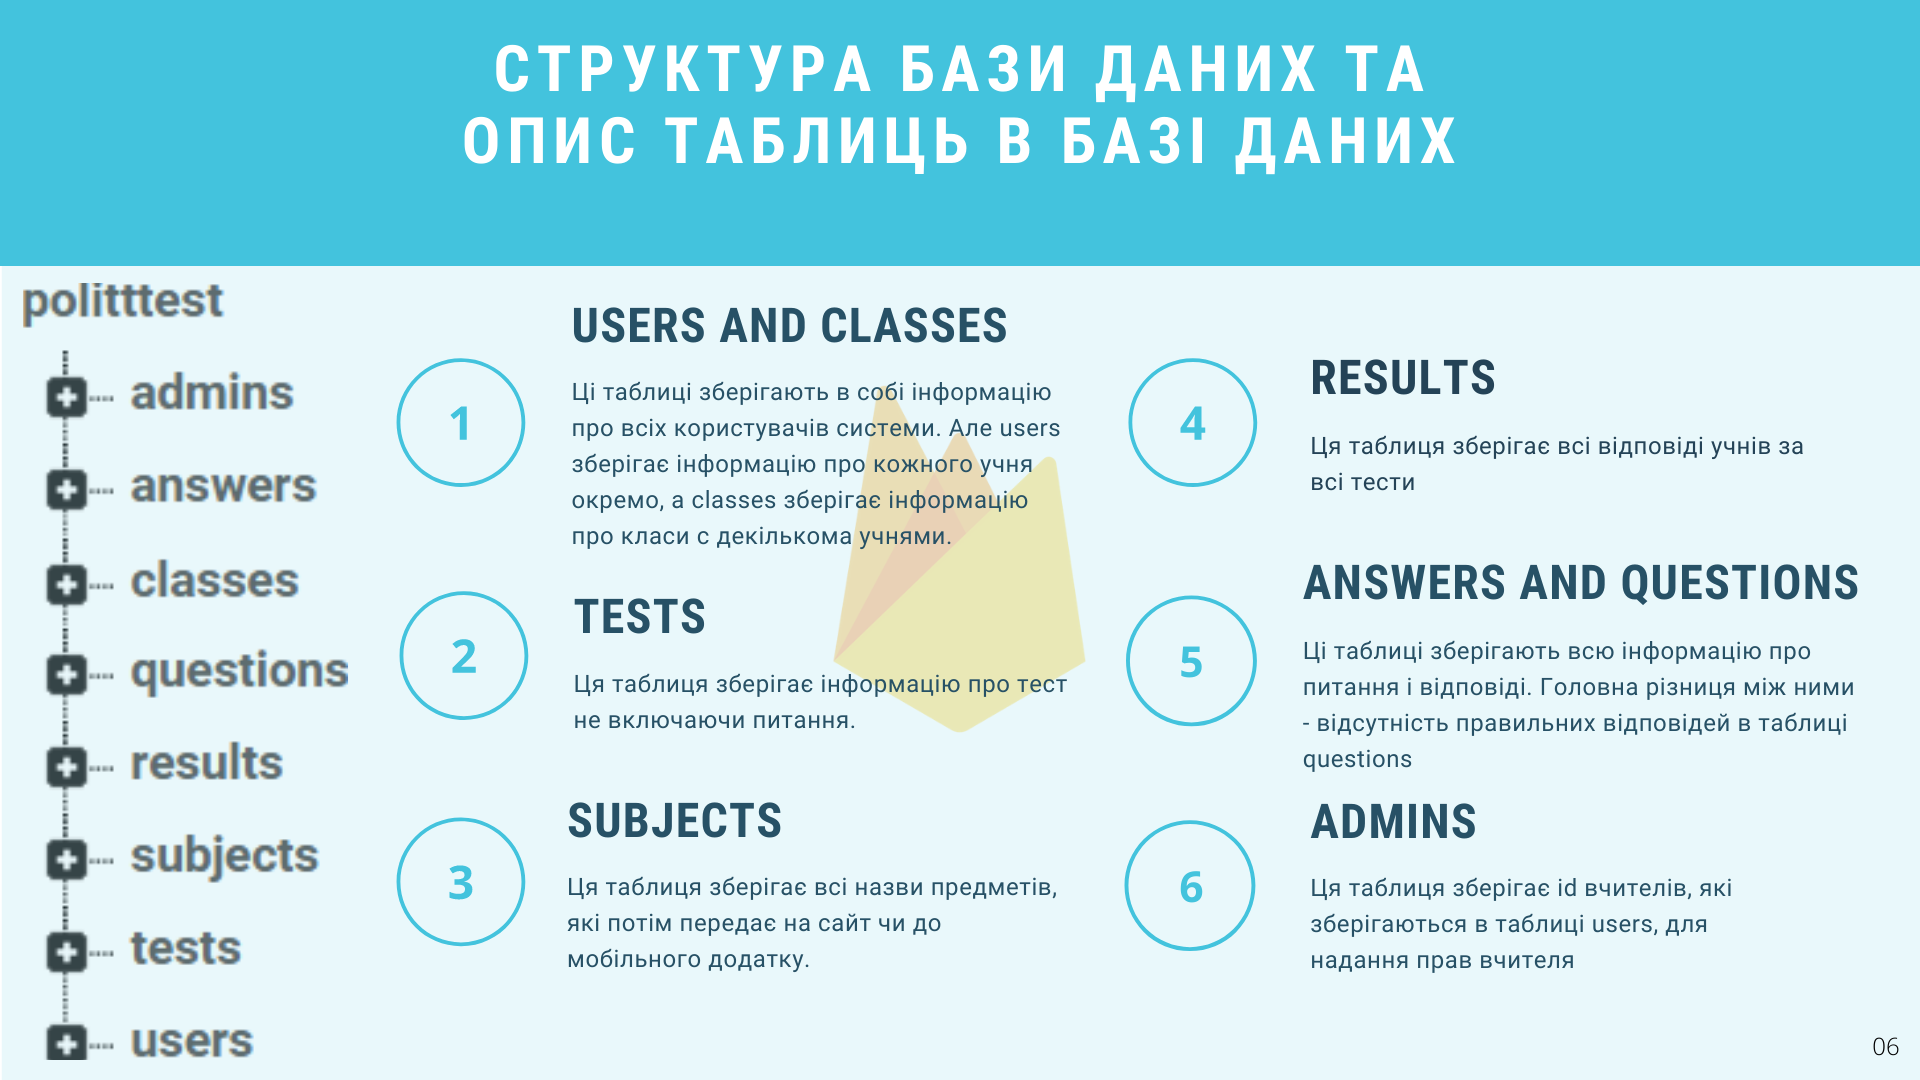 СТРУКТУРА БАЗИ ДАНИХ ТА
ОПИС ТАБЛИЦЬ В БАЗІ ДАНИХ
politttest
admins
answers
classes
questions
results
subjects
tests
users
1
USERS AND CLASSES
Ці таблиці зберігають в собі інформацію
про всіх користувачів системи. Але users
зберігає інформацію про кожного учня
окремо, а classes зберігає інформацію
про класи с декількома учнями.
2
TESTS
Ця таблиця зберігає інформацію про тест
не включаючи питання.
3
SUBJECTS
Ця таблиця зберігає всі назви предметів,
які потім передає на сайт чи до
мобільного додатку.
4
RESULTS
Ця таблиця зберігає всі відповіді учнів за
всі тести
5
ANSWERS AND QUESTIONS
Ці таблиці зберігають всю інформацію про
питання і відповіді. Головна різниця між ними
- відсутність правильних відповідей в таблиці
questions
6
ADMINS
Ця таблиця зберігає id вчителів, які
зберігаються в таблиці users, для
надання прав вчителя
06